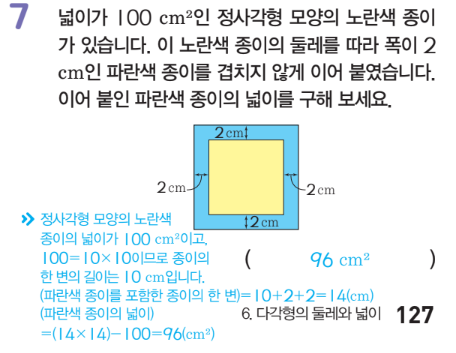 7
넓이가 100 cm²인 정사각형 모양의 노란색 종이
가 있습니다. 이 노란색 종이의 둘레를 따라 폭이 2
cm인 파란색 종이를 겹치지 않게 이어 붙였습니다.
이어 붙인 파란색 종이의 넓이를 구해 보세요.
2 cm
2 cm
2 cm
2 cm
≫ 정사각형 모양의 노란색
종이의 넓이가 100 cm²이고,
100=10×10이므로 종이의
한 변의 길이는 10 cm입니다.
( 96 cm² )
(파란색 종이를 포함한 종이의 한 변)=10+2+2=14(cm)
(파란색 종이의 넓이)
=(14×14)-100=96(cm²)
6. 다각형의 둘레와 넓이 127